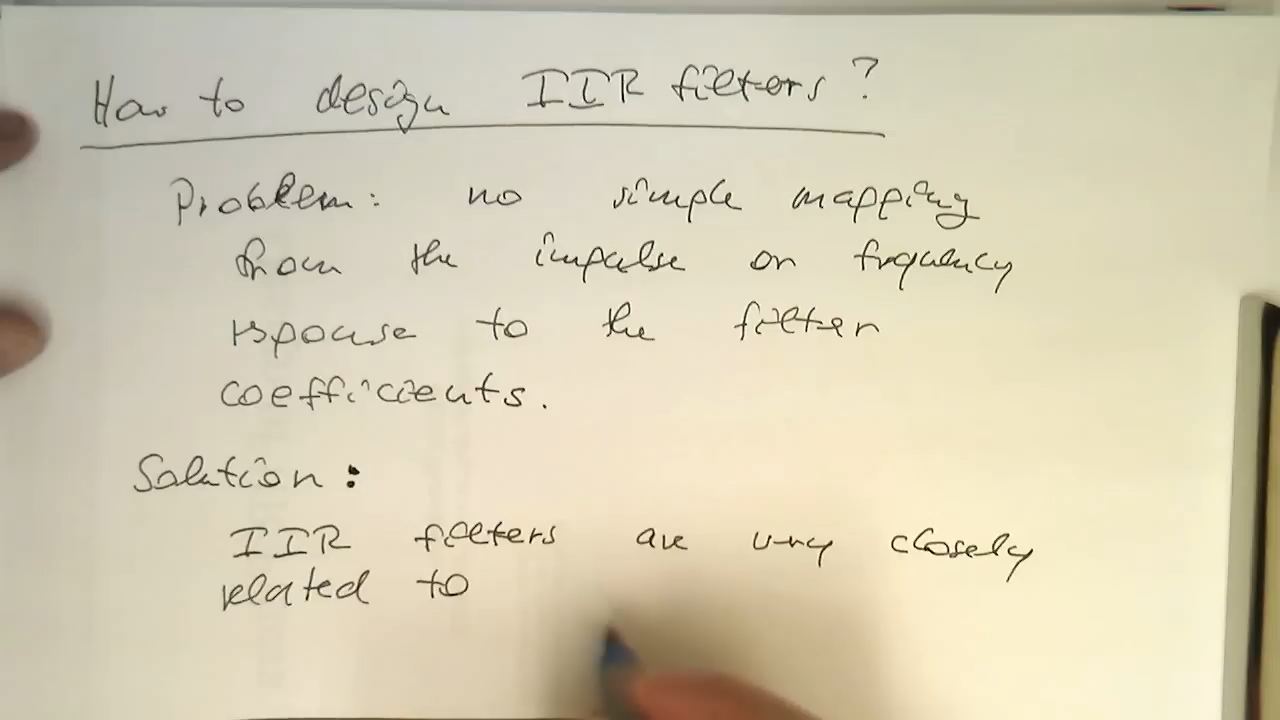 How to design IIR filters?
Problem: no simple mapping
from the impulse or frequency
response to the filter
coefficients.
Solution:
IIR filters are very closely
related to